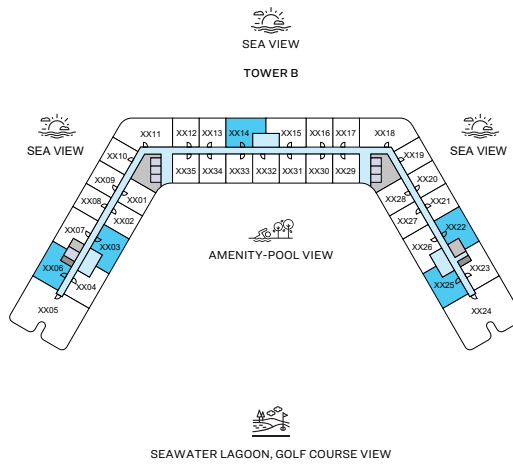 SEA VIEW
TOWER B
SEA VIEW
SEA VIEW
XX11
XX12
XX13
XX14
XX15
XX16
XX17
XX18
XX10
XX19
XX09
XX20
XX08
XX21
XX07
XX22
XX06
XX23
XX05
XX24
XX35
XX34
XX33
XX32
XX31
XX30
XX29
XX01
XX28
XX02
XX27
XX03
XX26
XX04
XX25
AMENITY-POOL VIEW
SEAWATER LAGOON, GOLF COURSE VIEW